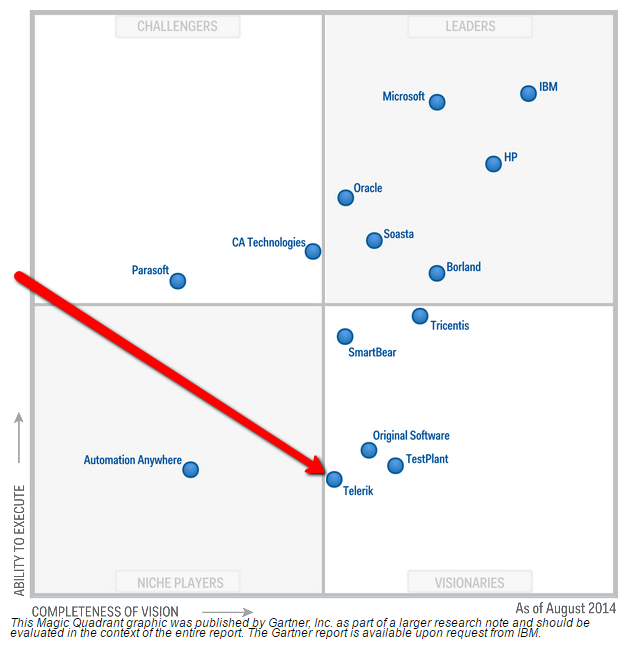 CHALLENGERS
LEADERS
IBM
Microsoft
HP
Oracle
Soasta
CA Technologies
Borland
Parasoft
Tricentis
SmartBear
Original Software
Automation Anywhere
TestPlant
Telerik
ABILITY TO EXECUTE
NICHE PLAYERS
VISIONARIES
COMPLETENESS OF VISION
As of August 2014
This Magic Quadrant graphic was published by Gartner, Inc. as part of a larger research note and should be
evaluated in the context of the entire report. The Gartner report is available upon request from IBM.